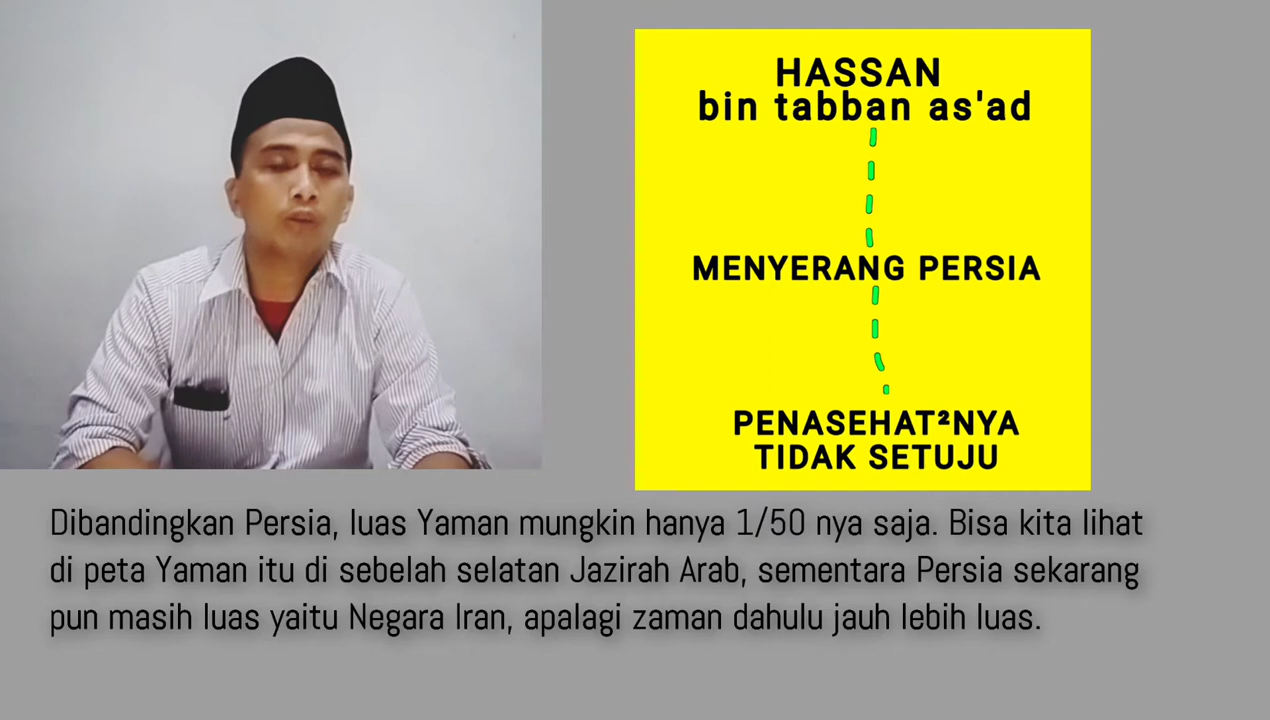 HASSAN
bin tabban as'ad
MENYERANG PERSIA
PENASEHAT²NYA
TIDAK SETUJU
Dibandingkan Persia, luas Yaman mungkin hanya 1/50 nya saja. Bisa kita lihat
di peta Yaman itu di sebelah selatan Jazirah Arab, sementara Persia sekarang
pun masih luas yaitu Negara Iran, apalagi zaman dahulu jauh lebih luas.